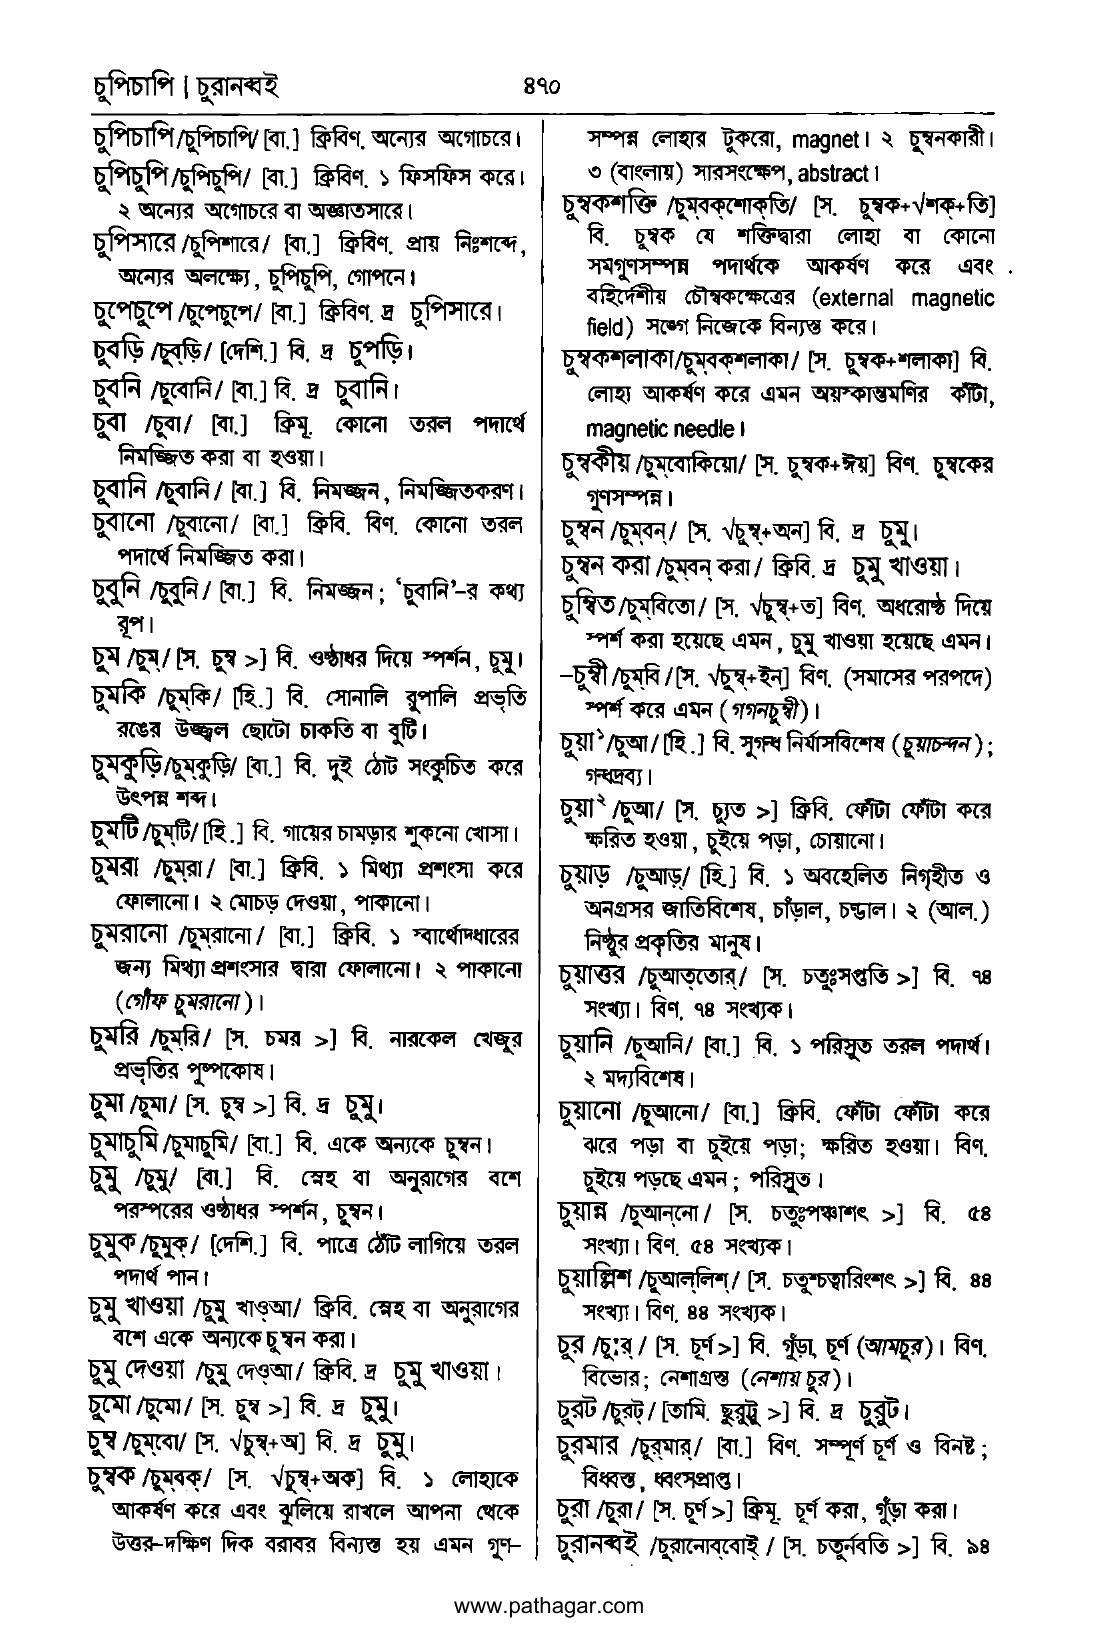 চুপিচাপি | চুরানব্বই
৪৭০
চুপিচাপি /চুপিচাপি/ [বা.] ক্রিবিণ. অন্যের অগোচরে।
চুপিচুপি /চুপিচুপি/ [বা.] ক্রিবিণ. ১ ফিসফিস করে।
২ অন্যের অগোচরে বা অজ্ঞাতসারে।
চুপিসারে /চুপিশারে/ [বা.] ক্রিবিণ. প্রায় নিঃশব্দে,
অন্যের অলক্ষ্যে, চুপিচুপি, গোপনে।
চুপেচুপে /চুপেচুপে/ [বা.] ক্রিবিণ. দ্র চুপিসারে।
চুবড়ি /চুব্‌ড়ি/ [দেশি.] বি. দ্র চুপড়ি।
চুবনি /চুবোনি/ [বা.] বি. দ্র চুবানি।
চুবা /চুবা/ [বা.] ক্রিমূ. কোনো তরল পদার্থে
নিমজ্জিত করা বা হওয়া।
চুবানি /চুবানি/ [বা.] বি. নিমজ্জন, নিমজ্জিতকরণ।
চুবানো /চুবানো/ [বা.] ক্রিবি. বিণ. কোনো তরল
পদার্থে নিমজ্জিত করা।
চুবুনি /চুবুনি/ [বা.] বি. নিমজ্জন; ‘চুবানি’-র কথ্য
রূপ।
চুম /চুম্‌/ [স. চুম্ব >] বি. ওষ্ঠাধর দিয়ে স্পর্শন, চুমু।
চুমকি /চুম্‌কি/ [হি.] বি. সোনালি রুপালি প্রভৃতি
রঙের উজ্জ্বল ছোটো চাকতি বা বুটি।
চুমকুড়ি/চুম্‌কুড়ি/ [বা.] বি. দুই ঠোট সংকুচিত করে
উৎপন্ন শব্দ।
চুমটি /চুম্‌টি/ [হি.] বি. গায়ের চামড়ার শুকনো খোসা।
চুমরা /চুম্‌রা/ [বা.] ক্রিবি. ১ মিথ্যা প্রশংসা করে
ফোলানো। ২ মোচড় দেওয়া, পাকানো।
চুমরানো /চুম্‌রানো/ [বা.] ক্রিবি. ১ স্বার্থোদ্ধারের
জন্য মিথ্যা প্রশংসার দ্বারা ফোলানো। ২ পাকানো
(গোঁফ চুমরানো)।
চুমরি /চুম্‌রি/ [স. চমর >] বি. নারকেল খেজুর
প্রভৃতির পুষ্পকোষ।
চুমা /চুমা/ [স. চুম্ব >] বি. দ্র চুমু।
চুমাচুমি /চুমাচুমি/ [বা.] বি. একে অন্যকে চুম্বন।
চুমু /চুমু/ [বা.] বি. স্নেহ বা অনুরাগের বশে
পরস্পরের ওষ্ঠাধর স্পর্শন, চুম্বন।
চুমুক /চুমুক্‌/ [দেশি.] বি. পাত্রে ঠোঁট লাগিয়ে তরল
পদার্থ পান।
চুমু খাওয়া /চুমু খাওআ/ ক্রিবি. স্নেহ বা অনুরাগের
বশে একে অন্যকে চুম্বন করা।
চুমু দেওয়া /চুমু দেওআ/ ক্রিবি. দ্র চুমু খাওয়া।
চুমো /চুমো/ [স. চুম্ব >] বি. দ্র চুমু।
চুম্ব /চুম্‌বো/ [স. √চুম্ব্‌+অ] বি. দ্র চুমু।
চুম্বক /চুম্‌বক্‌/ [স. √চুম্ব্‌+অক] বি. ১ লোহাকে
আকর্ষণ করে এবং ঝুলিয়ে রাখলে আপনা থেকে
উত্তর-দক্ষিণ দিক বরাবর বিন্যস্ত হয় এমন গুণ-
সম্পন্ন লোহার টুকরো, magnet। ২ চুম্বনকারী।
৩ (বাংলায়) সারসংক্ষেপ, abstract।
চুম্বকশক্তি /চুম্‌বক্‌শোক্‌তি/ [স. চুম্বক+√শক্‌+তি]
বি. চুম্বক যে শক্তিদ্বারা লোহা বা কোনো
সমগুণসম্পন্ন পদার্থকে আকর্ষণ করে এবং
বহির্দেশীয় চৌম্বকক্ষেত্রের (external magnetic
field) সঙ্গে নিজেকে বিন্যস্ত করে।
চুম্বকশলাকা/চুম্‌বক্‌শলাকা/ [স. চুম্বক+শলাকা] বি.
লোহা আকর্ষণ করে এমন অয়স্কান্তমণির কাঁটা,
magnetic needle।
চুম্বকীয় /চুম্‌বোকিয়ো/ [স. চুম্বক+ঈয়] বিণ. চুম্বকের
গুণসম্পন্ন।
চুম্বন /চুম্‌বন্‌/ [স. √চুম্ব্‌+অন] বি. দ্র চুমু।
চুম্বন করা /চুম্‌বন্‌ করা/ ক্রিবি. দ্র চুমু খাওয়া।
চুম্বিত /চুম্‌বিতো/ [স. √চুম্ব্‌+ত] বিণ. অধরোষ্ঠ দিয়ে
স্পর্শ করা হয়েছে এমন, চুমু খাওয়া হয়েছে এমন।
-চুম্বী /চুম্‌বি/ [স. √চুম্ব্‌+ইন্‌] বিণ. (সমাসের পরপদে)
স্পর্শ করে এমন (গগনচুম্বী)।
চুয়া১ /চুআ/ [হি.] বি. সুগন্ধ নির্যাসবিশেষ (চুয়াচন্দন);
গন্ধদ্রব্য।
চুয়া২ /চুআ/ [স. চ্যুত >] ক্রিবি. ফোঁটা ফোঁটা করে
ক্ষরিত হওয়া, চুইয়ে পড়া, চোয়ানো।
চুয়াড় /চুআড়্‌/ [হি.] বি. ১ অবহেলিত নিগৃহীত ও
অনগ্রসর জাতিবিশেষ, চাঁড়াল, চন্ডাল। ২ (আল.)
নিষ্ঠুর প্রকৃতির মানুষ।
চুয়াত্তর /চুআত্‌তোর্‌/ [স. চতুঃসপ্ততি >] বি. ৭৪
সংখ্যা। বিণ. ৭৪ সংখ্যক।
চুয়ানি /চুআনি/ [বা.] বি. ১ পরিস্রুত তরল পদার্থ।
২ মদ্যবিশেষ।
চুয়ানো /চুআনো/ [বা.] ক্রিবি. ফোঁটা ফোঁটা করে
ঝরে পড়া বা চুইয়ে পড়া; ক্ষরিত হওয়া। বিণ.
চুইয়ে পড়ছে এমন; পরিস্রুত।
চুয়ান্ন /চুআন্‌নো/ [স. চতুঃপঞ্চাশৎ >] বি. ৫৪
সংখ্যা। বিণ. ৫৪ সংখ্যক।
চুয়াল্লিশ /চুআল্‌লিশ্‌/ [স. চতুশ্চত্বারিংশৎ >] বি. ৪৪
সংখ্যা। বিণ. ৪৪ সংখ্যক।
চুর /চু:র্‌/ [স. চূর্ণ >] বি. গুঁড়া, চূর্ণ (আমচুর)। বিণ.
বিভোর; নেশাগ্রস্ত (নেশায় চুর)।
চুরট /চুরট্‌/ [তামি. ছুরুট্টু >] বি. দ্র চুরুট।
চুরমার /চুর্‌মার্‌/ [বা.] বিণ. সম্পূর্ণ চূর্ণ ও বিনষ্ট;
বিধ্বস্ত, ধ্বংসপ্রাপ্ত।
চুরা /চুরা/ [স. চূর্ণ >] ক্রিমূ. চূর্ণ করা, গুঁড়া করা।
চুরানব্বই /চুরানোব্‌বোই্‌/ [স. চতুর্নবতি >] বি. ৯৪
www.pathagar.com